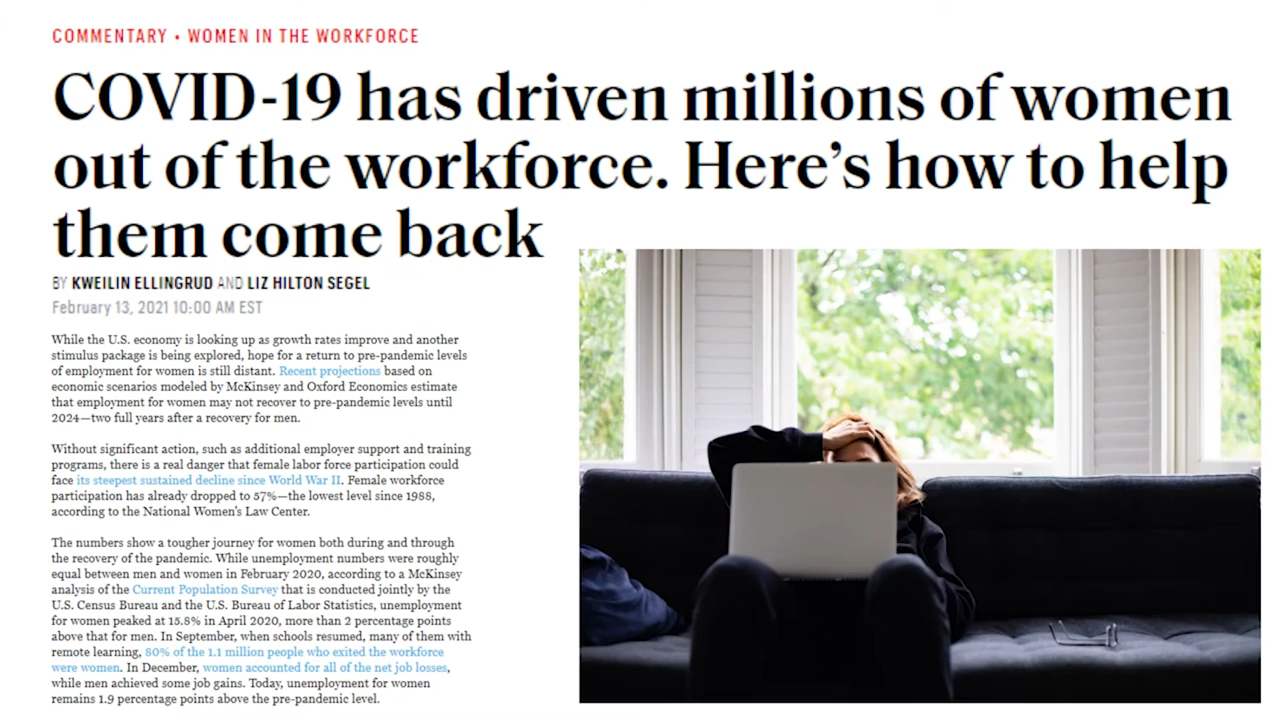 COMMENTARY • WOMEN IN THE WORKFORCE
COVID-19 has driven millions of women
out of the workforce. Here's how to help
them come back
BY KWEILIN ELLINGRUD AND LIZ HILTON SEGEL
February 13, 2021 10:00 AM EST
While the U.S. economy is looking up as growth rates improve and another
stimulus package is being explored, hope for a return to pre-pandemic levels
of employment for women is still distant. Recent projections based on
economic scenarios modeled by McKinsey and Oxford Economics estimate
that employment for women may not recover to pre-pandemic levels until
2024—two full years after a recovery for men.
Without significant action, such as additional employer support and training
programs, there is a real danger that female labor force participation could
face its steepest sustained decline since World War II. Female workforce
participation has already dropped to 57%—the lowest level since 1988,
according to the National Women's Law Center.
The numbers show a tougher journey for women both during and through
the recovery of the pandemic. While unemployment numbers were roughly
equal between men and women in February 2020, according to a McKinsey
analysis of the Current Population Survey that is conducted jointly by the
U.S. Census Bureau and the U.S. Bureau of Labor Statistics, unemployment
for women peaked at 15.8% in April 2020, more than 2 percentage points
above that for men. In September, when schools resumed, many of them with
remote learning, 80% of the 1.1 million people who exited the workforce
were women. In December, women accounted for all of the net job losses,
while men achieved some job gains. Today, unemployment for women
remains 1.9 percentage points above the pre-pandemic level.